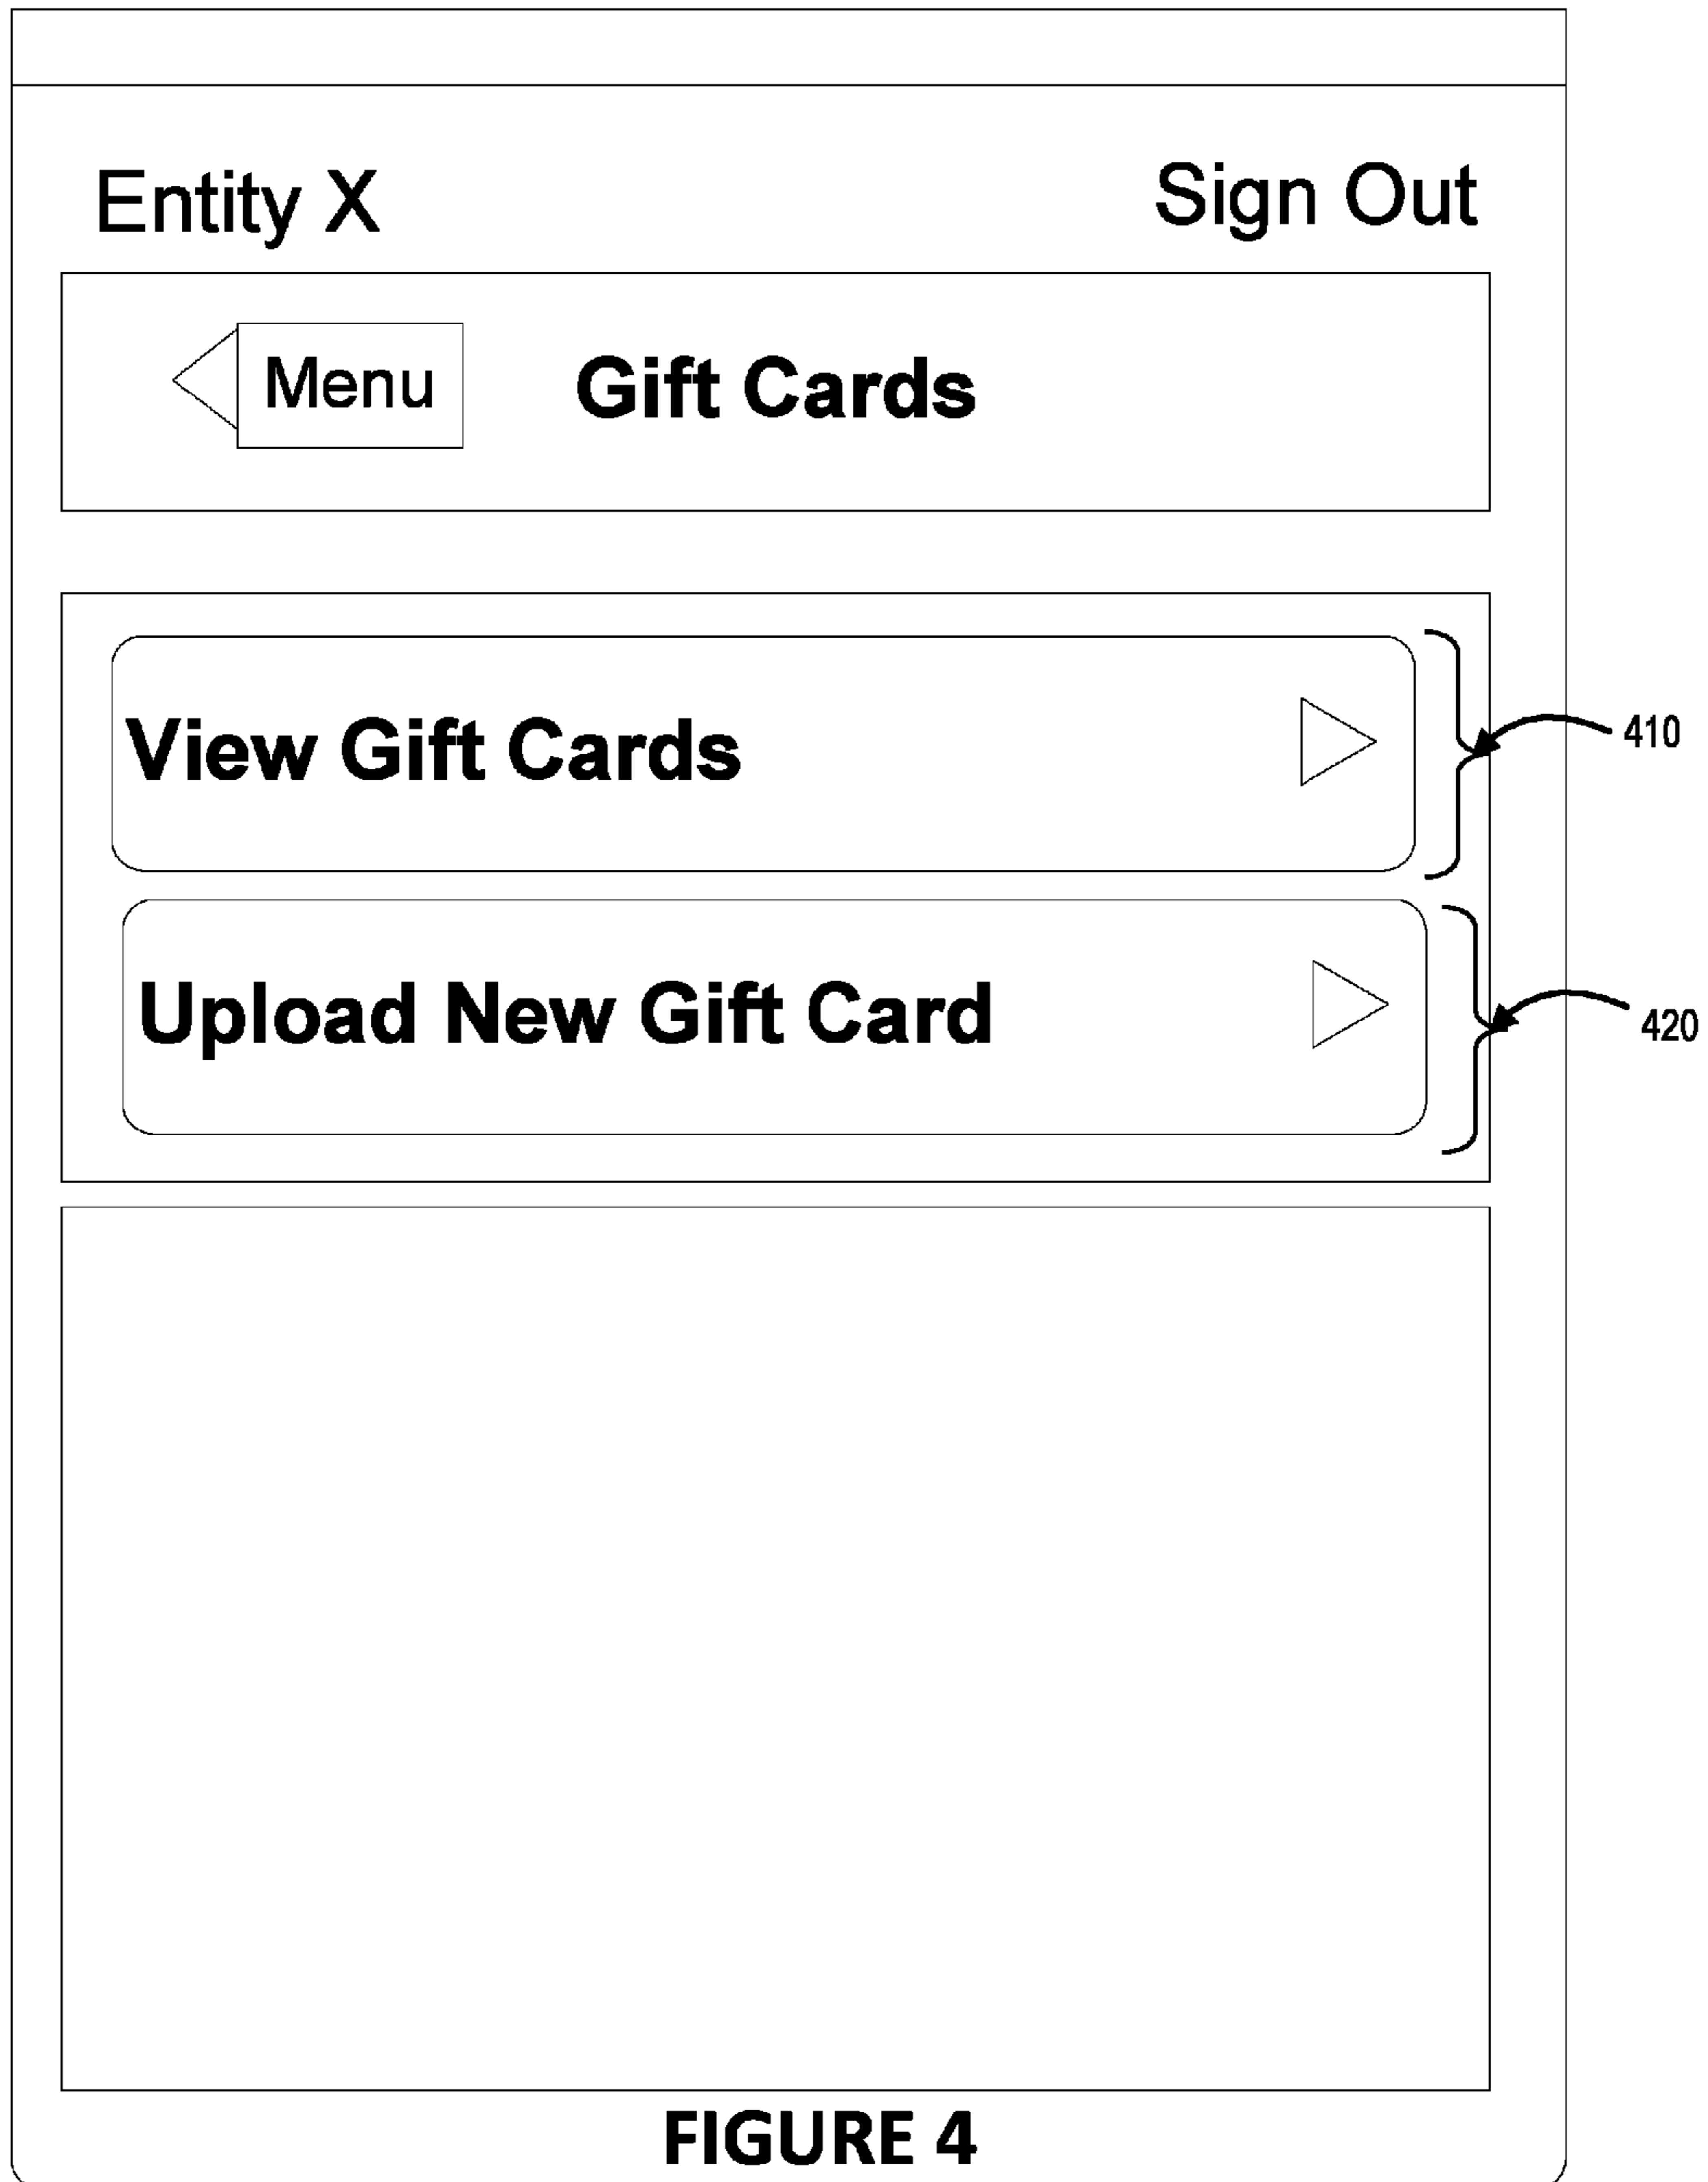 Entity X Sign Out
Menu Gift Cards
View Gift Cards
410
Upload New Gift Card
420
FIGURE 4